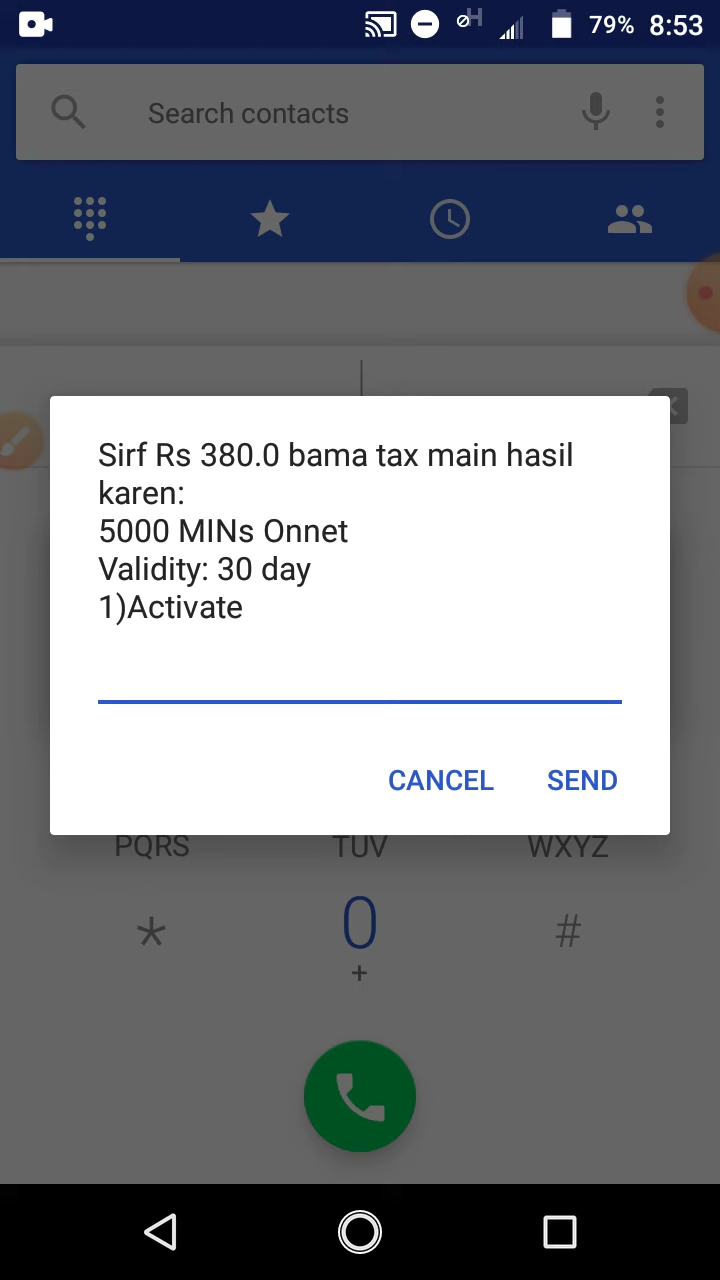 79% 8:53
Search contacts
Sirf Rs 380.0 bama tax main hasil
karen:
5000 MINs Onnet
Validity: 30 day
1)Activate
CANCEL SEND
PQRS TUV WXYZ
* 0 #
+